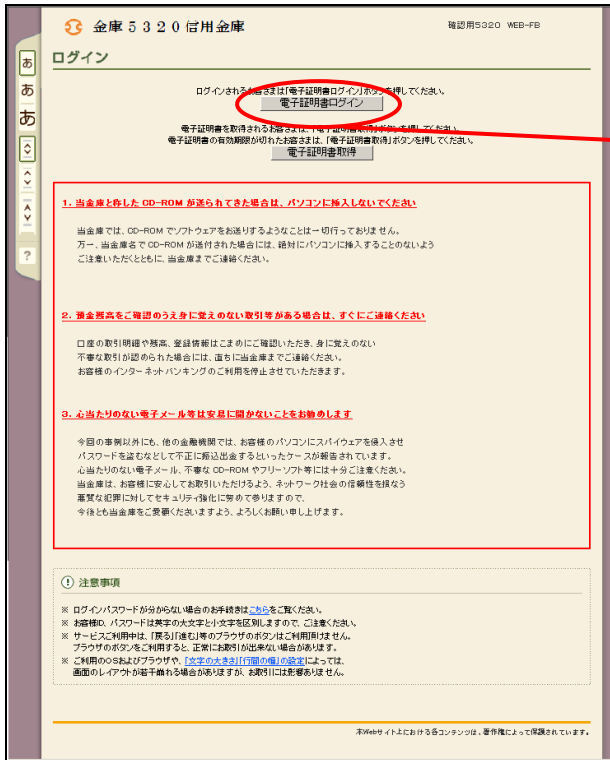 金庫5320信用金庫
確認用5320 WEB-FB
あ
あ
あ
?
ログイン
ログインされるお客さまは「電子証明書ログイン」ボタンを押してください。
電子証明書ログイン
電子証明書を取得されるお客さまは、「電子証明書取得」ボタンを押してください。
電子証明書の有効期限が切れたお客さまは、「電子証明書取得」ボタンを押してください。
電子証明書取得
1. 当金庫と称した CD-ROM が送られてきた場合は、パソコンに挿入しないでください
当金庫では、CD-ROM でソフトウェアをお送りするようなことは一切行っておりません。
万一、当金庫名で CD-ROM が送付された場合には、絶対にパソコンに挿入することのないよう
ご注意いただくとともに、当金庫までご連絡ください。
2. 預金残高をご確認のうえ身に覚えのない取引等がある場合は、すぐにご連絡ください
口座の取引明細や残高、登録情報はこまめにご確認いただき、身に覚えのない
不審な取引が認められた場合には、直ちに当金庫までご連絡ください。
お客様のインターネットバンキングのご利用を停止させていただきます。
3. 心当たりのない電子メール等は安易に開かないことをお勧めします
今回の事例以外にも、他の金融機関では、お客様のパソコンにスパイウェアを侵入させ
パスワードを盗むなどして不正に振込出金するといったケースが報告されています。
心当たりのない電子メール、不審な CD-ROM やフリーソフト等には十分ご注意ください。
当金庫は、お客様に安心してお取引いただけるよう、ネットワーク社会の信頼性を損なう
悪質な犯罪に対してセキュリティ強化に努めて参りますので、
今後とも当金庫をご愛顧くださいますよう、よろしくお願い申し上げます。
! 注意事項
※ ログインパスワードが分からない場合のお手続きはこちらをご覧ください。
※ お客様ID、パスワードは英字の大文字と小文字を区別しますので、ご注意ください。
※ サービスご利用中は、「戻る」「進む」等のブラウザのボタンはご利用頂けません。
ブラウザのボタンをご利用すると、正常にお取引が出来ない場合があります。
※ ご利用のOSおよびブラウザや、「文字の大きさ」「行間の幅」の設定によっては、
画面のレイアウトが若干崩れる場合がありますが、お取引には影響ありません。
本Webサイト上における各コンテンツは、著作権によって保護されています。